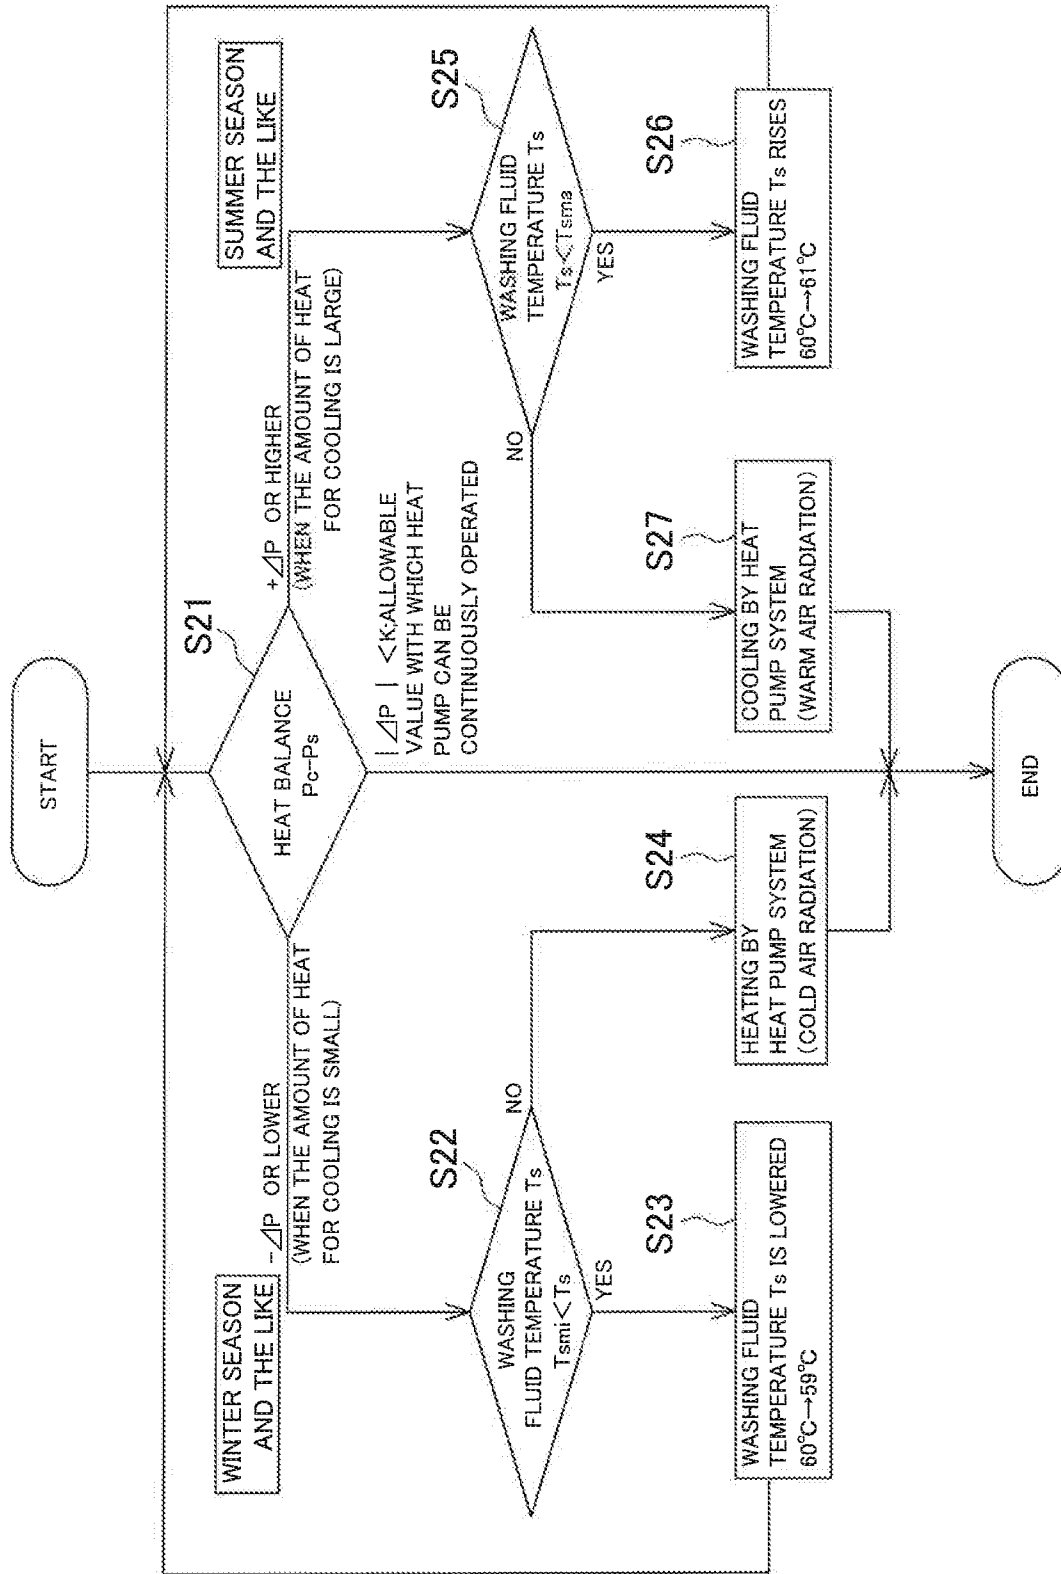 START
HEAT BALANCE
Pc-Ps
S21
-⊿P OR LOWER
(WHEN THE AMOUNT OF HEAT
FOR COOLING IS SMALL)
+⊿P OR HIGHER
(WHEN THE AMOUNT OF HEAT
FOR COOLING IS LARGE)
|⊿P | <K:ALLOWABLE
VALUE WITH WHICH HEAT
PUMP CAN BE
CONTINUOUSLY OPERATED
WINTER SEASON
AND THE LIKE
SUMMER SEASON
AND THE LIKE
WASHING
FLUID TEMPERATURE Ts
Tsmi<Ts
S22
YES
NO
WASHING FLUID
TEMPERATURE Ts
Ts<Tsma
S25
NO
YES
WASHING FLUID
TEMPERATURE Ts IS LOWERED
60°C→59°C
S23
HEATING BY
HEAT PUMP SYSTEM
(COLD AIR RADIATION)
S24
COOLING BY HEAT
PUMP SYSTEM
(WARM AIR RADIATION)
S27
WASHING FLUID
TEMPERATURE Ts RISES
60°C→61°C
S26
END